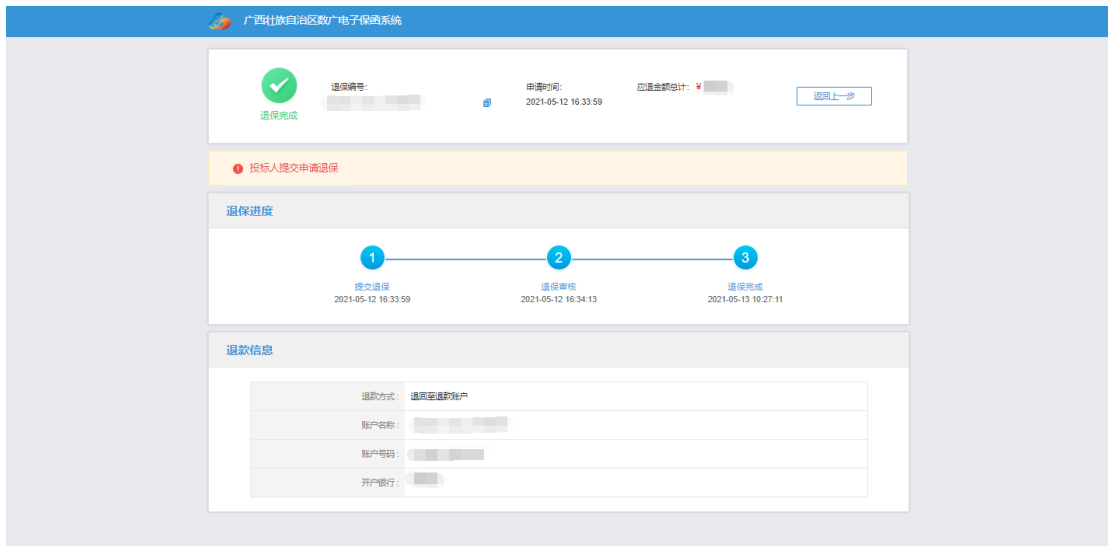 广西壮族自治区数广电子保函系统
退保编号:
申请时间:
应退金额总计: ¥
返回上一步
2021-05-12 16:33:59
退保完成
投标人提交申请退保
退保进度
1
2
3
提交退保
退保审核
退保完成
2021-05-12 16:33:59
2021-05-12 16:34:13
2021-05-13 10:27:11
退款信息
退款方式: 退回至退款账户
账户名称:
账户号码:
开户银行: